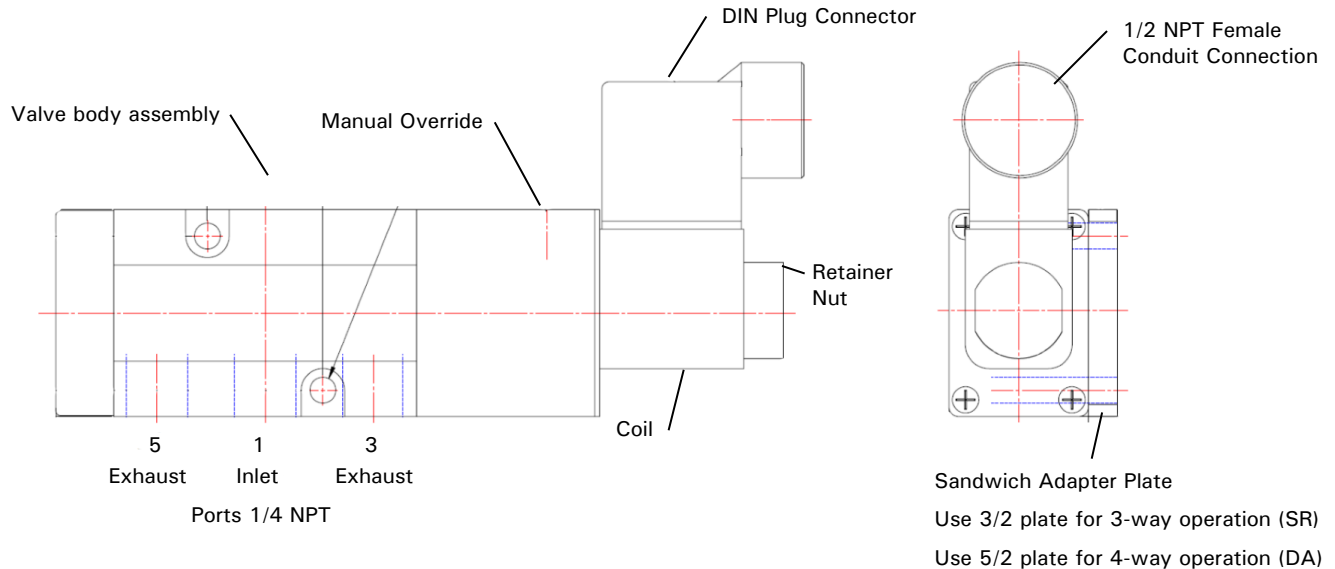 DIN Plug Connector
1/2 NPT Female
Conduit Connection
Valve body assembly
Manual Override
Retainer
Nut
Coil
5 1 3
Exhaust Inlet Exhaust
Ports 1/4 NPT
Sandwich Adapter Plate
Use 3/2 plate for 3-way operation (SR)
Use 5/2 plate for 4-way operation (DA)